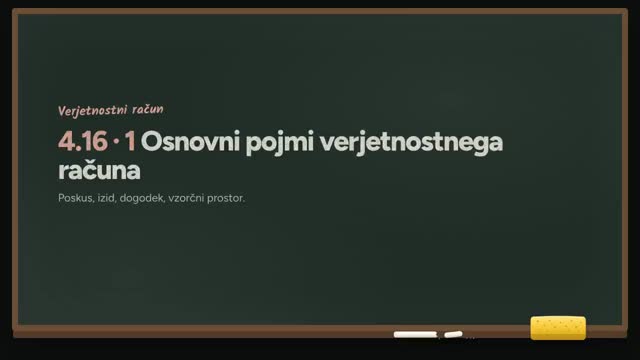 Verjetnostni račun
4.16 · 1 Osnovni pojmi verjetnostnega
računa
Poskus, izid, dogodek, vzorčni prostor.